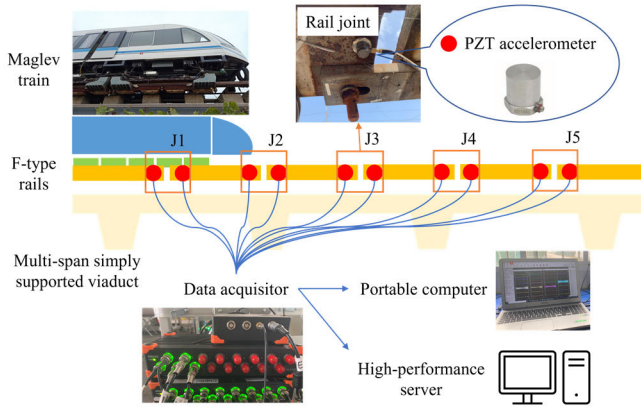 Maglev
train
Rail joint
PZT accelerometer
J1
J2
J3
J4
J5
F-type
rails
Multi-span simply
supported viaduct
Data acquisitor
Portable computer
High-performance
server